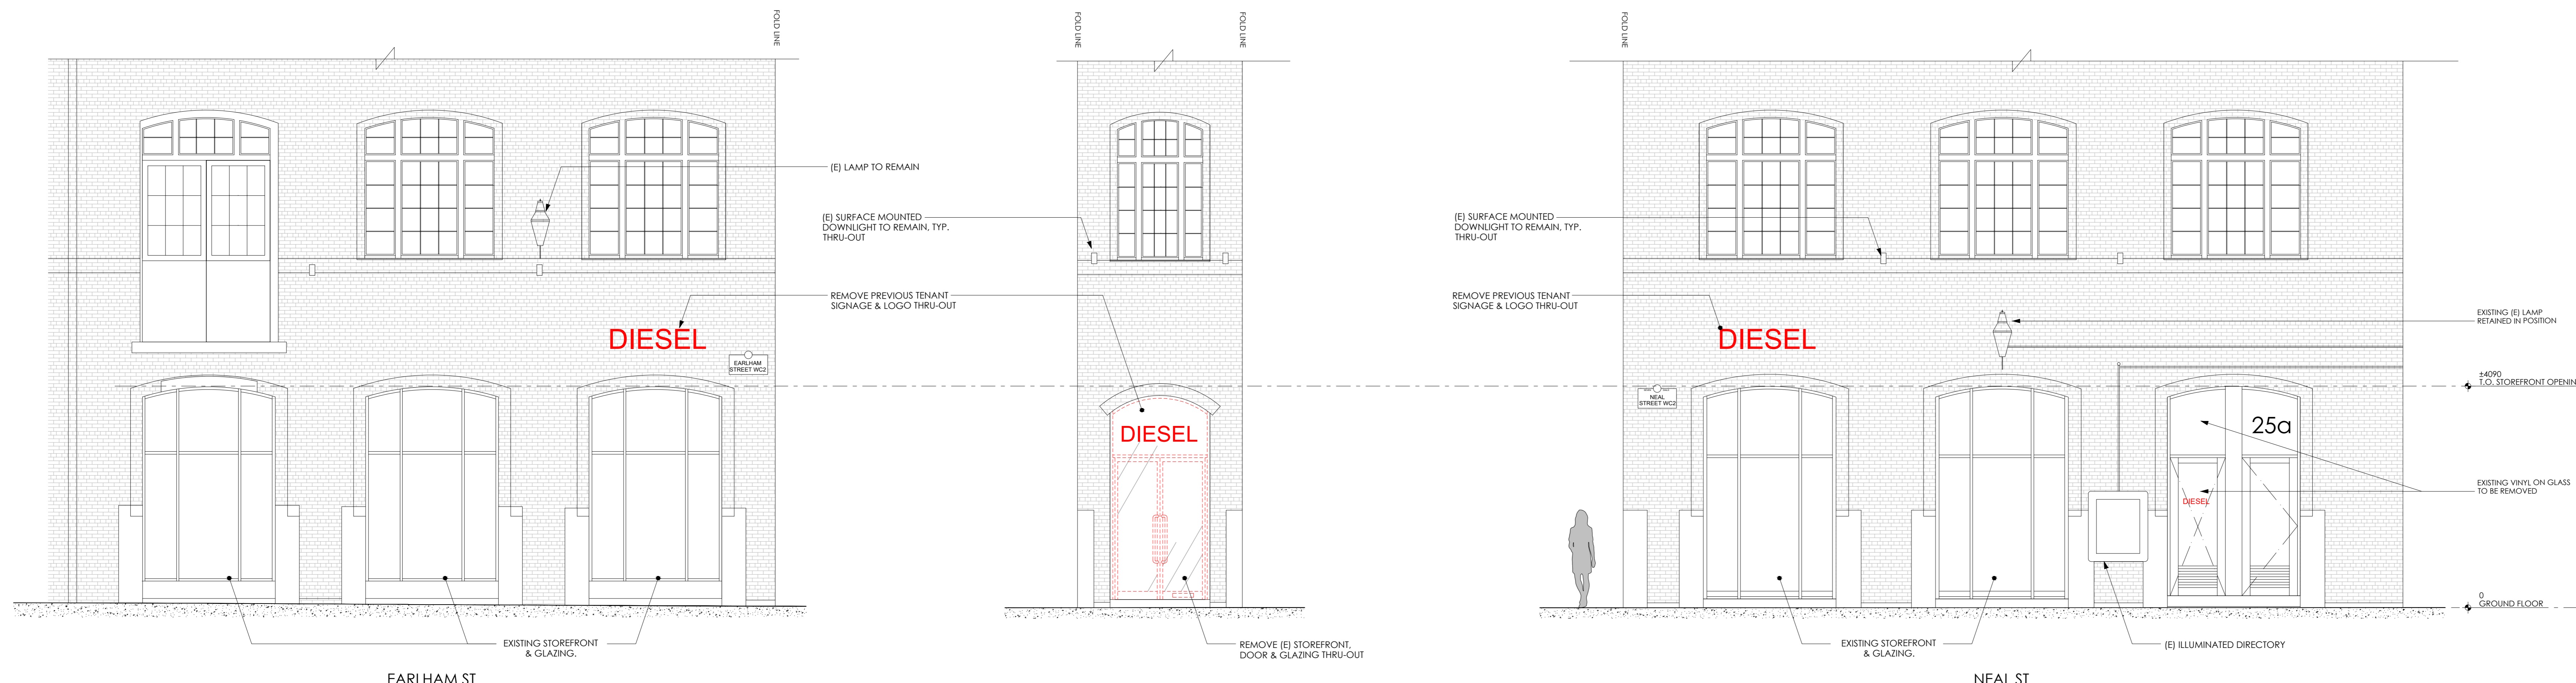 FOLD LINE
FOLD LINE
FOLD LINE
FOLD LINE
(E) LAMP TO REMAIN
(E) SURFACE MOUNTED
DOWNLIGHT TO REMAIN, TYP.
THRU-OUT
REMOVE PREVIOUS TENANT
SIGNAGE & LOGO THRU-OUT
DIESEL
EARLHAM
STREET WC2
EXISTING STOREFRONT
& GLAZING.
EARLHAM ST
DIESEL
REMOVE (E) STOREFRONT,
DOOR & GLAZING THRU-OUT
(E) SURFACE MOUNTED
DOWNLIGHT TO REMAIN, TYP.
THRU-OUT
REMOVE PREVIOUS TENANT
SIGNAGE & LOGO THRU-OUT
DIESEL
NEAL
STREET WC2
25a
DIESEL
EXISTING (E) LAMP
RETAINED IN POSITION
±4090
T.O. STOREFRONT OPENIN
EXISTING VINYL ON GLASS
TO BE REMOVED
0
GROUND FLOOR
EXISTING STOREFRONT
& GLAZING.
(E) ILLUMINATED DIRECTORY
NEAL ST